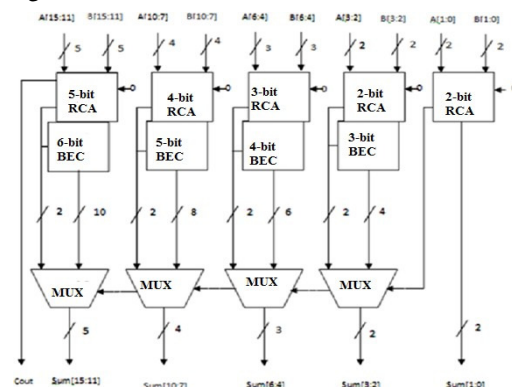 A[15:11] B[15:11] A[10:7] B[10:7] A[6:4] B[6:4] A[3:2] B[3:2] A[1:0] B[1:0]
5 5 4 4 3 3 2 2 2 2
5-bit RCA
0
4-bit RCA
0
3-bit RCA
0
2-bit RCA
0
2-bit RCA
6-bit BEC
5-bit BEC
4-bit BEC
3-bit BEC
2 10 2 8 2 6 2 4
MUX MUX MUX MUX
5 4 3 2 2
Cout Sum[15:11] Sum[10:7] Sum[6:4] Sum[3:2] Sum[1:0]